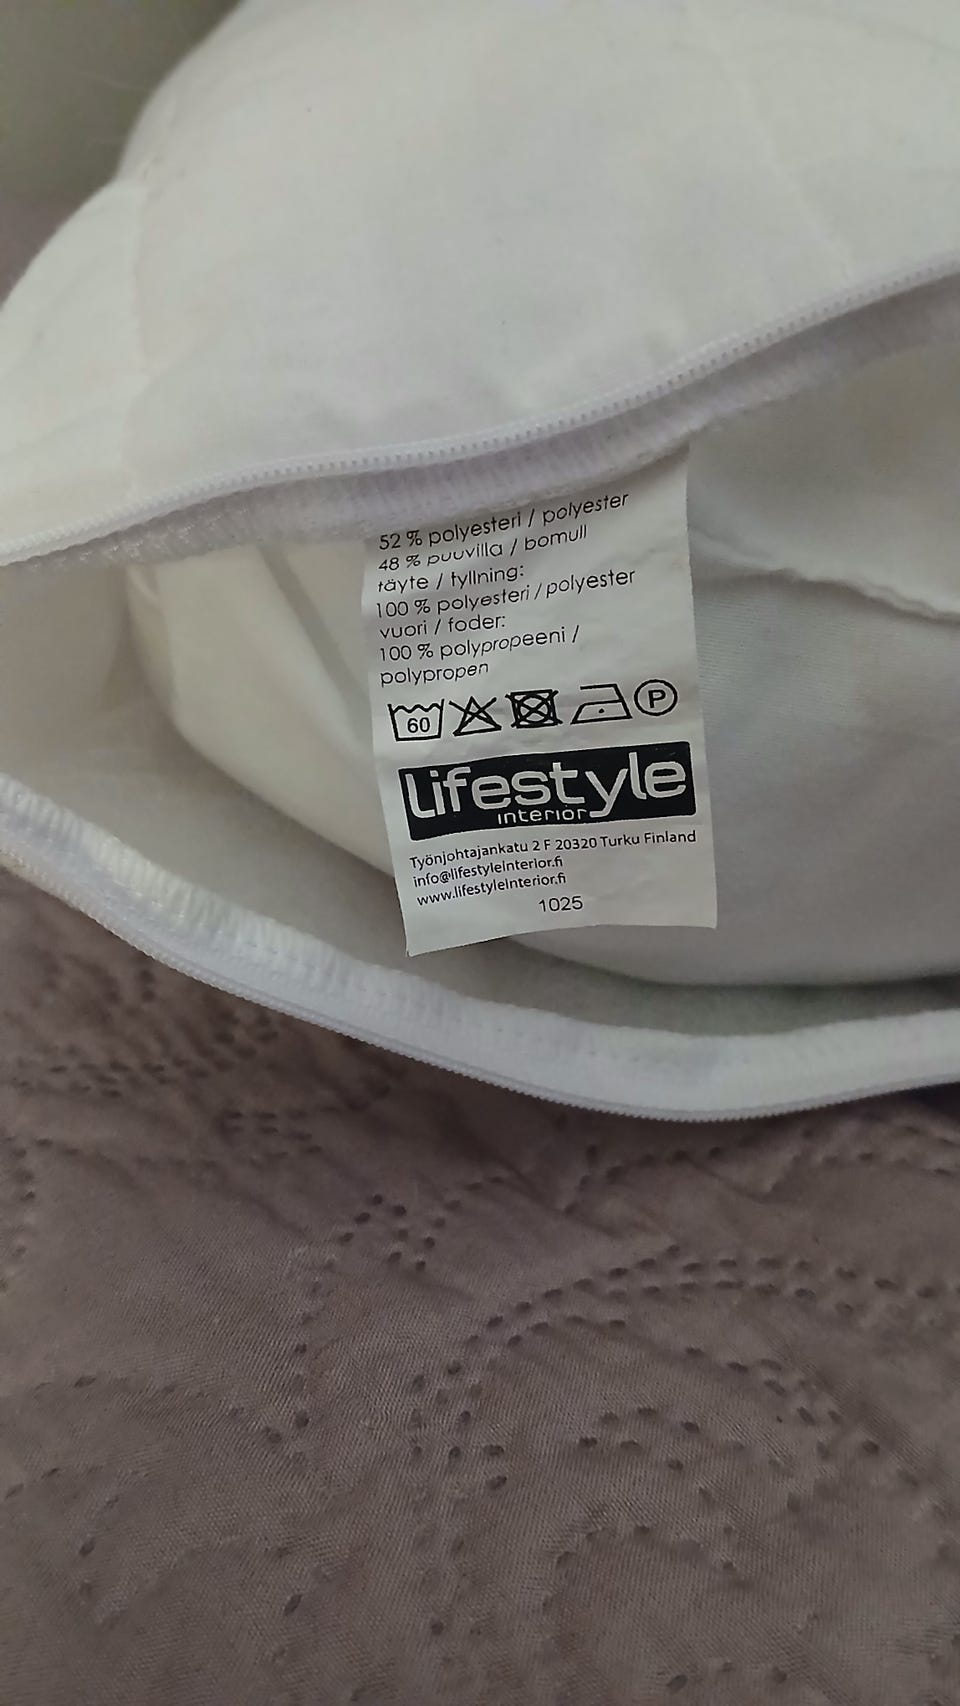 52 % polyesteri / polyester
48 % puuvilla / bomull
täyte / tyllning:
100 % polyesteri / polyester
vuori / foder:
100 % polypropeeni /
polypropen
60 P
lifestyle
interior
Työnjohtajankatu 2 F 20320 Turku Finland
info@lifestyleInterior.fi
www.lifestyleInterior.fi
1025